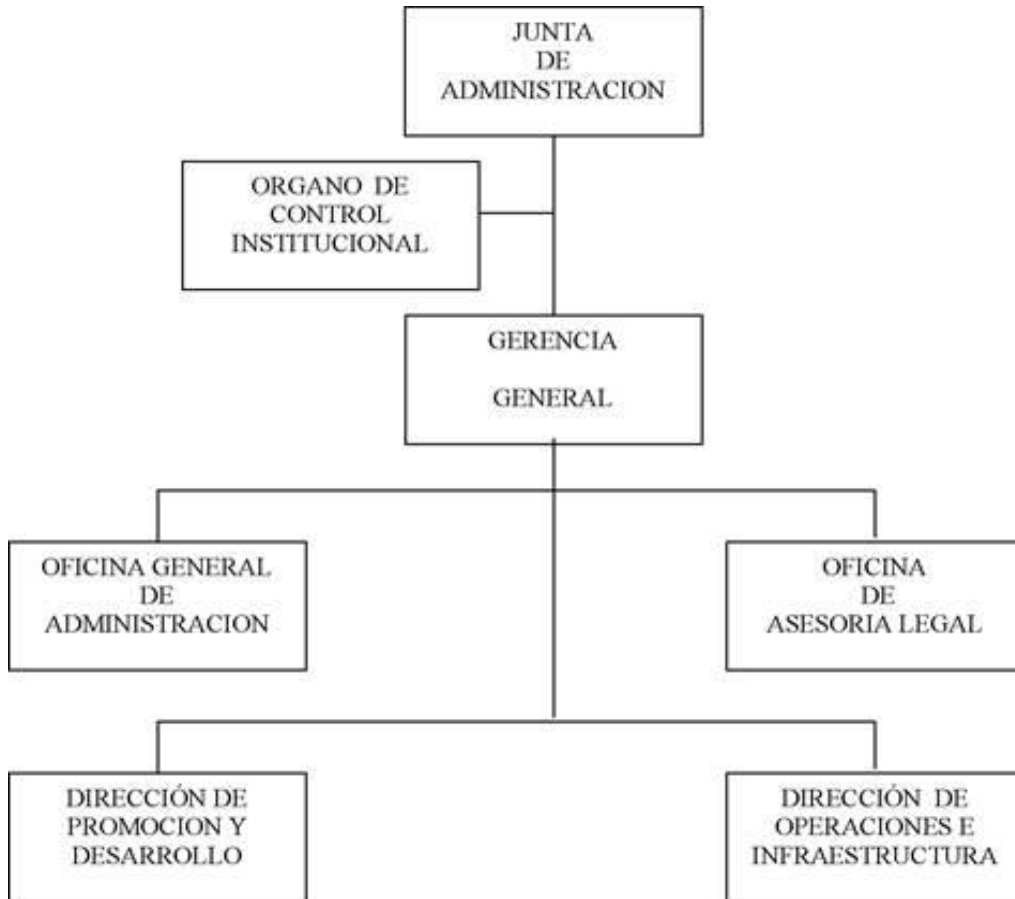 JUNTA
DE
ADMINISTRACION
ORGANO DE
CONTROL
INSTITUCIONAL
GERENCIA
GENERAL
OFICINA GENERAL
DE
ADMINISTRACION
OFICINA
DE
ASESORIA LEGAL
DIRECCIÓN DE
PROMOCION Y
DESARROLLO
DIRECCIÓN DE
OPERACIONES E
INFRAESTRUCTURA